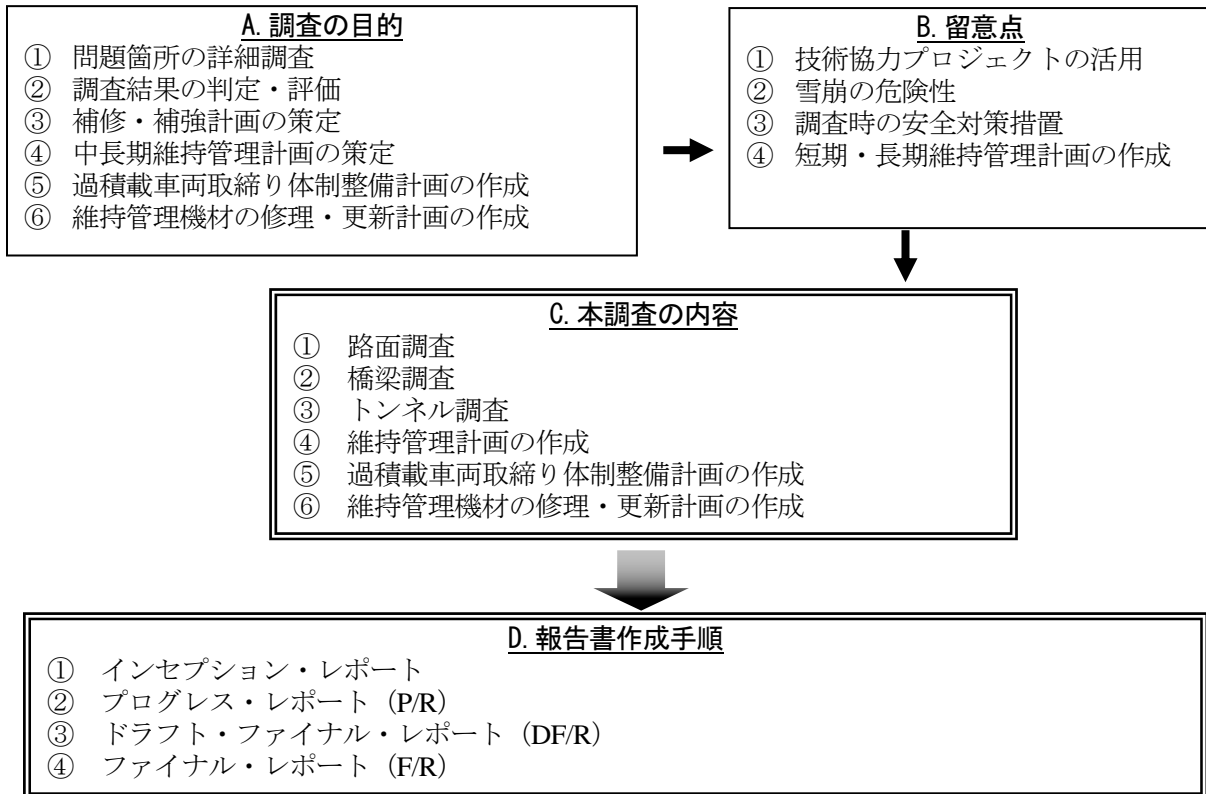 A. 調査の目的
① 問題箇所の詳細調査
② 調査結果の判定・評価
③ 補修・補強計画の策定
④ 中長期維持管理計画の策定
⑤ 過積載車両取締り体制整備計画の作成
⑥ 維持管理機材の修理・更新計画の作成
B. 留意点
① 技術協力プロジェクトの活用
② 雪崩の危険性
③ 調査時の安全対策措置
④ 短期・長期維持管理計画の作成
C. 本調査の内容
① 路面調査
② 橋梁調査
③ トンネル調査
④ 維持管理計画の作成
⑤ 過積載車両取締り体制整備計画の作成
⑥ 維持管理機材の修理・更新計画の作成
D. 報告書作成手順
① インセプション・レポート
② プログレス・レポート（P/R）
③ ドラフト・ファイナル・レポート（DF/R）
④ ファイナル・レポート（F/R）